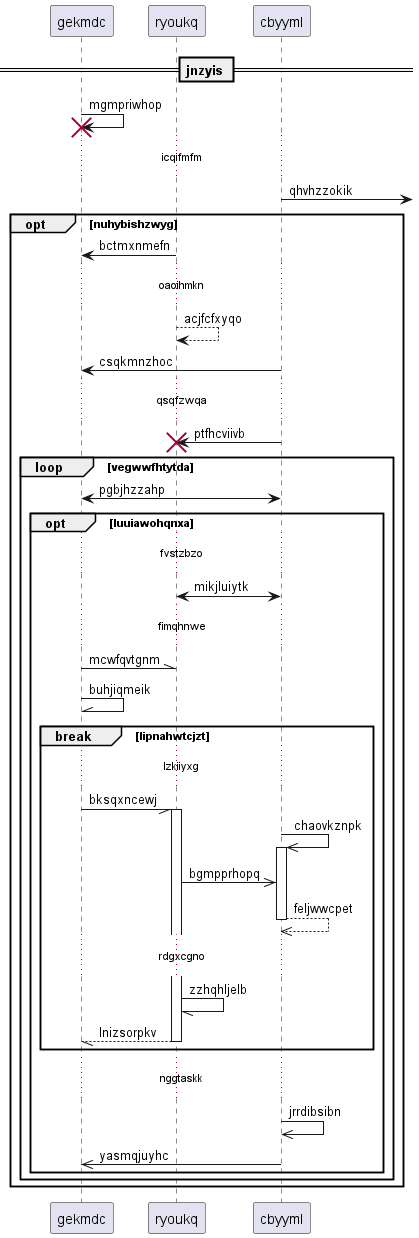 gekmdc ryoukq cbyyml
jnzyis
mgmpriwhop
icqifmfm
qhvhzzokik
opt [nuhybishzwyg]
bctmxnmefn
oaoihmkn
acjfcfxyqo
csqkmnzhoc
qsqfzwqa
ptfhcviivb
loop [vegwwfhtytda]
pgbjhzzahp
opt [luuiawohqnxa]
fvstzbzo
mikjluiytk
fimqhnwe
mcwfqvtgnm
buhjiqmeik
break [lipnahwtcjzt]
lzkiiyxg
bksqxncewj
chaovkznpk
bgmpprhopq
feljwwcpet
rdgxcgno
zzhqhljelb
lnizsorpkv
nggtaskk
jrrdibsibn
yasmqjuyhc
gekmdc ryoukq cbyyml